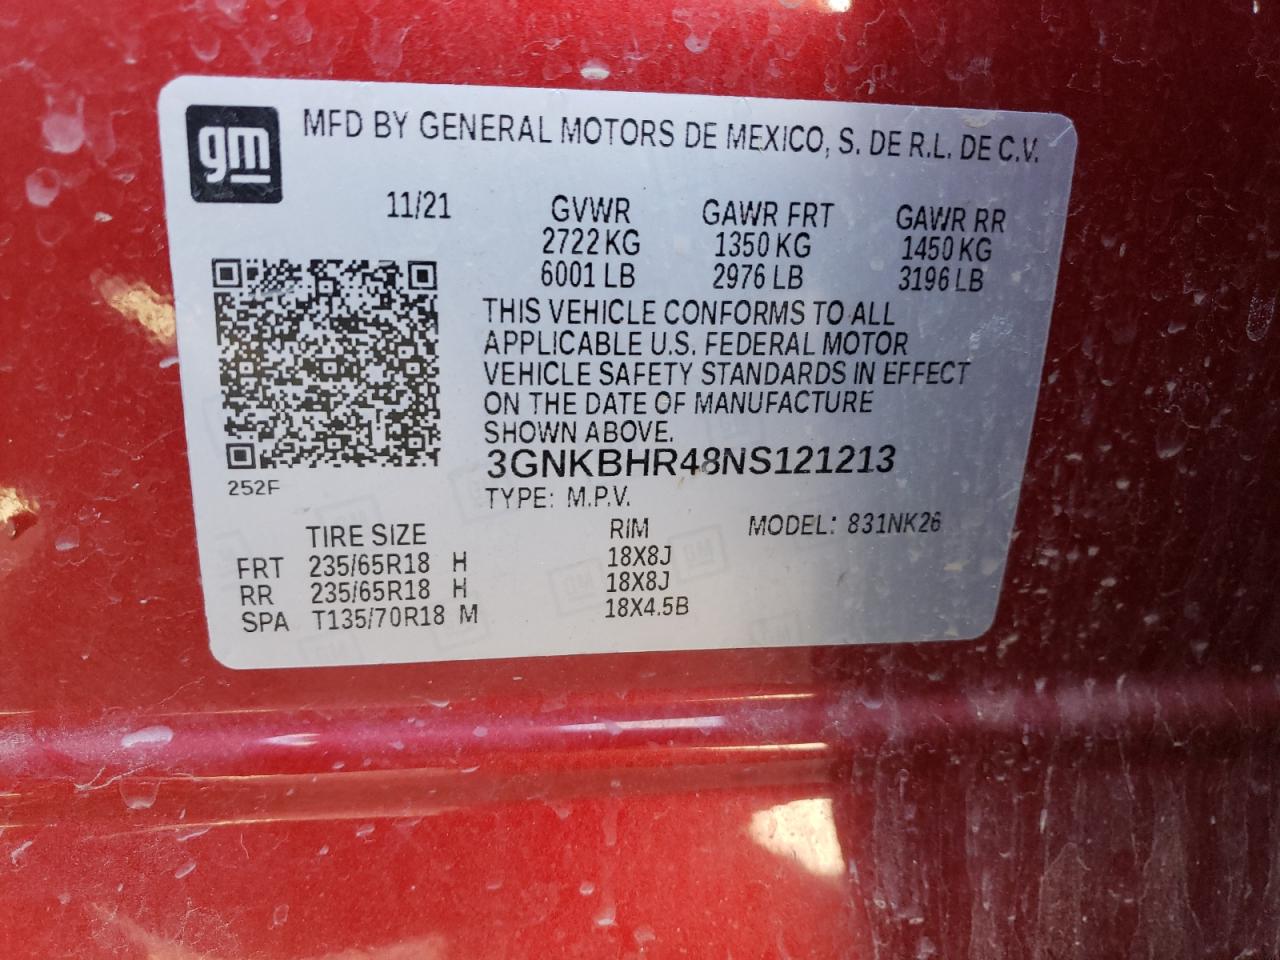 gm
MFD BY GENERAL MOTORS DE MEXICO, S. DE R.L. DE C.V.
11/21 GVWR GAWR FRT GAWR RR
2722 KG 1350 KG 1450 KG
6001 LB 2976 LB 3196 LB
THIS VEHICLE CONFORMS TO ALL
APPLICABLE U.S. FEDERAL MOTOR
VEHICLE SAFETY STANDARDS IN EFFECT
ON THE DATE OF MANUFACTURE
SHOWN ABOVE.
3GNKBHR48NS121213
252F
TYPE: M.P.V.
TIRE SIZE RIM MODEL: 831NK26
FRT 235/65R18 H 18X8J
RR 235/65R18 H 18X8J
SPA T135/70R18 M 18X4.5B